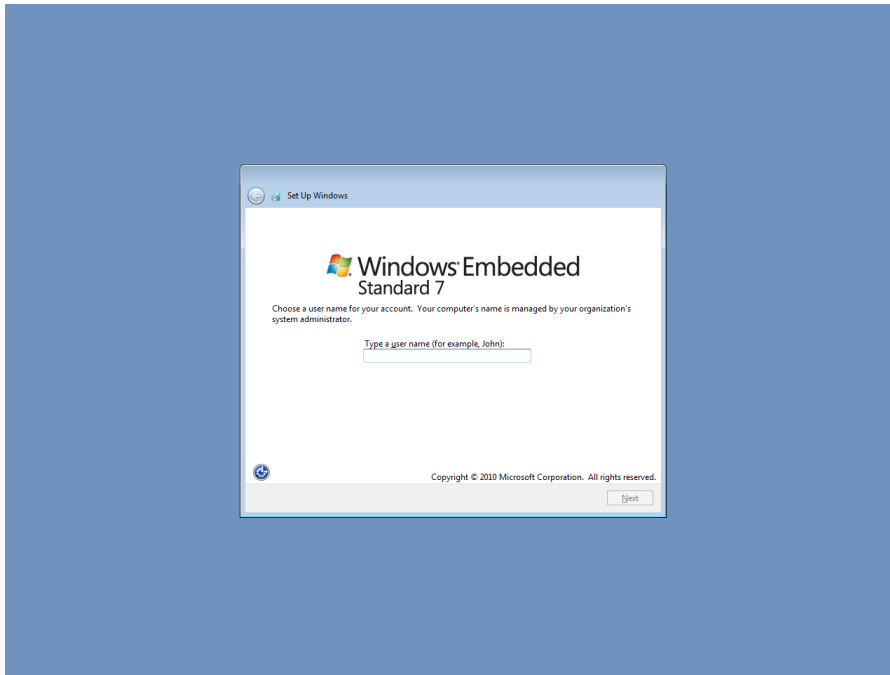 Set Up Windows
Windows® Embedded
Standard 7
Choose a user name for your account.  Your computer's name is managed by your organization's
system administrator.
Type a user name (for example, John):
Copyright © 2010 Microsoft Corporation.  All rights reserved.
Next